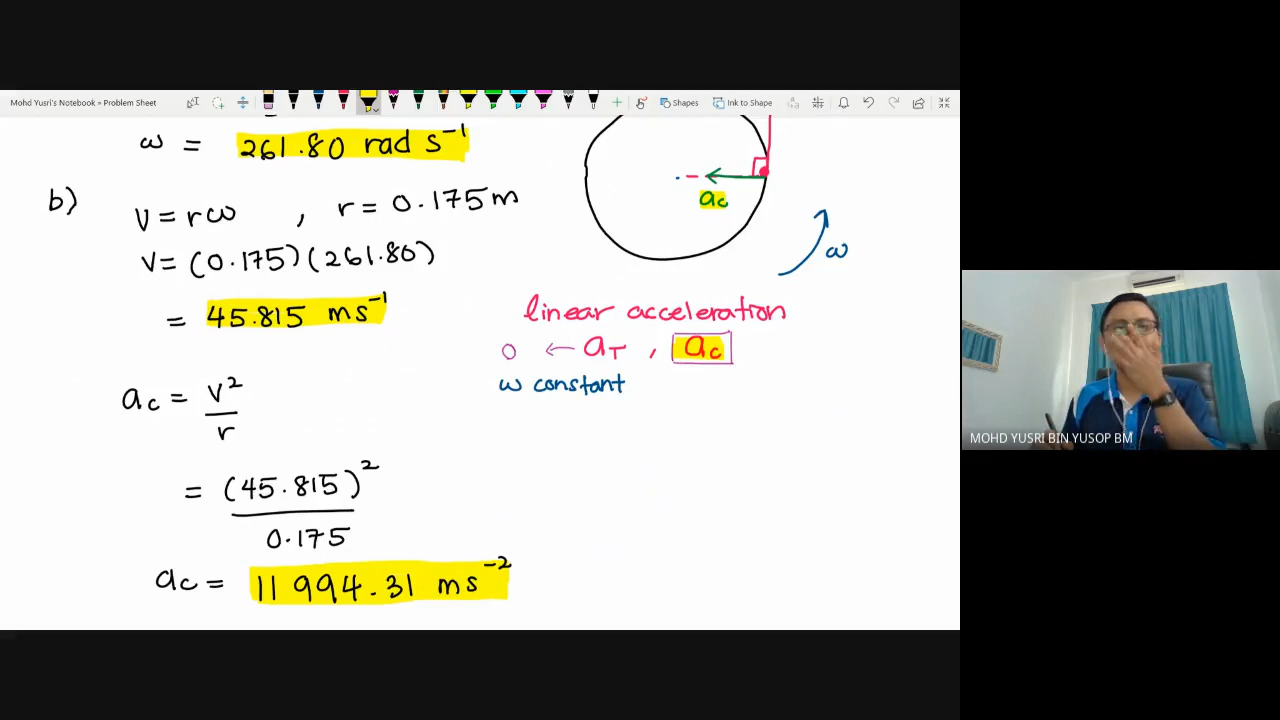 Mohd Yusri's Notebook » Problem Sheet
Shapes
Ink to Shape
ω = 261.80 rad s⁻¹
b) V = rω , r = 0.175 m
V = (0.175)(261.80)
= 45.815 ms⁻¹
ac = V²
r
= (45.815)²
0.175
ac = 11 994.31 ms⁻²
ac
ω
linear acceleration
0 ← aT , ac
ω constant
MOHD YUSRI BIN YUSOP BM